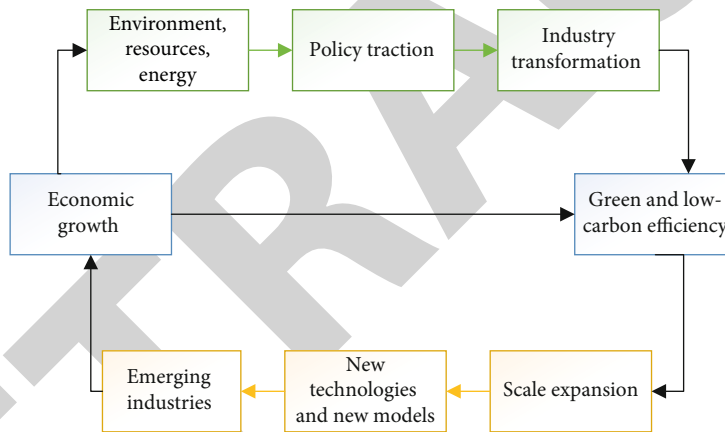 Environment,
resources,
energy
Policy traction
Industry
transformation
Economic
growth
Green and low-
carbon efficiency
Emerging
industries
New
technologies
and new models
Scale expansion